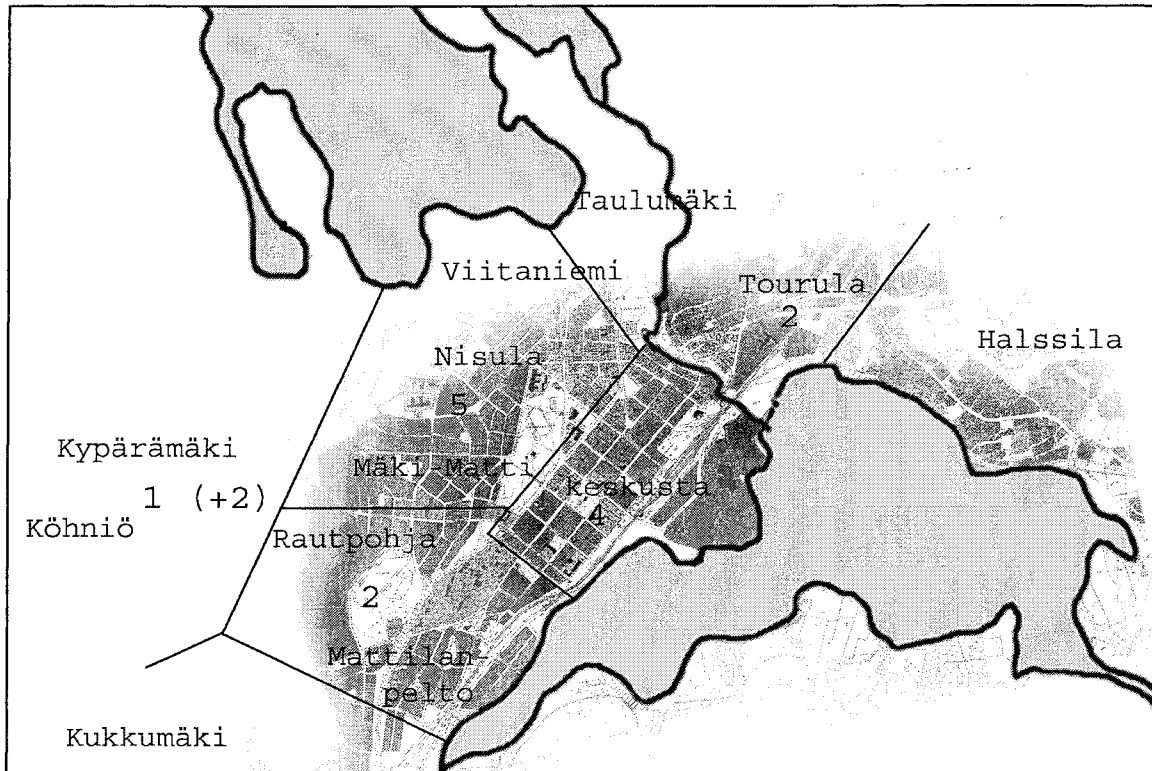 Taulumäki
Viitaniemi
Tourula
2
Halssila
Nisula
5
Kypärämäki
1 (+2)
Köhniö
Mäki-Matti
keskusta
4
Rautpohja
2
Mattilan-
pelto
Kukkumäki